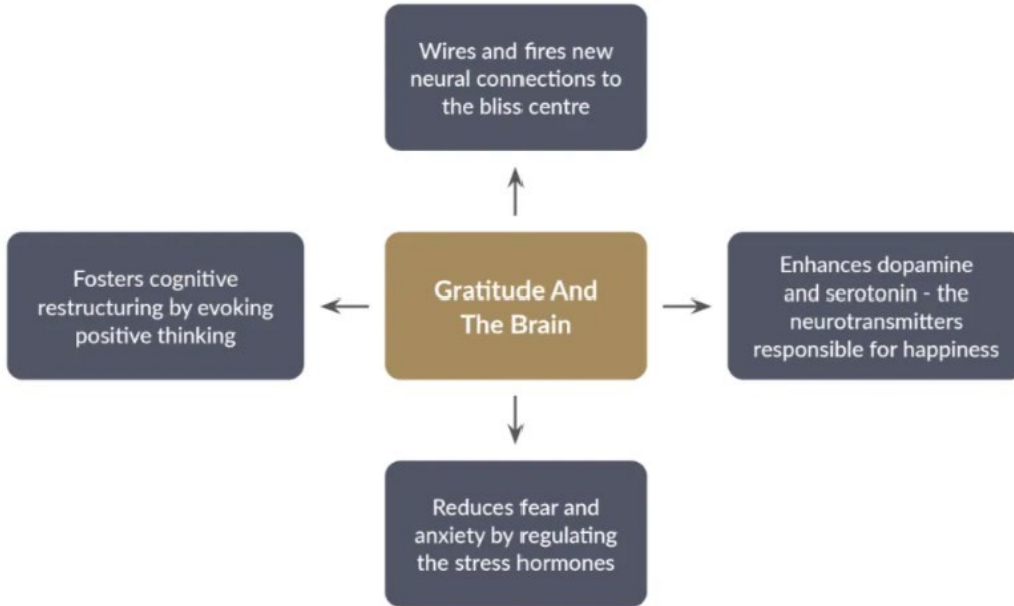 Wires and fires new
neural connections to
the bliss centre
Fosters cognitive
restructuring by evoking
positive thinking
Gratitude And
The Brain
Enhances dopamine
and serotonin - the
neurotransmitters
responsible for happiness
Reduces fear and
anxiety by regulating
the stress hormones